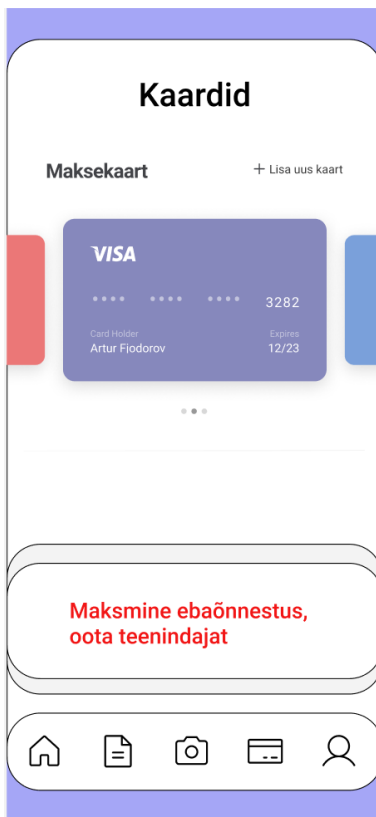 Kaardid
Maksekaart
+ Lisa uus kaart
VISA
•••• •••• •••• 3282
Card Holder
Expires
Artur Fjodorov
12/23
Maksmine ebaõnnestus,
oota teenindajat